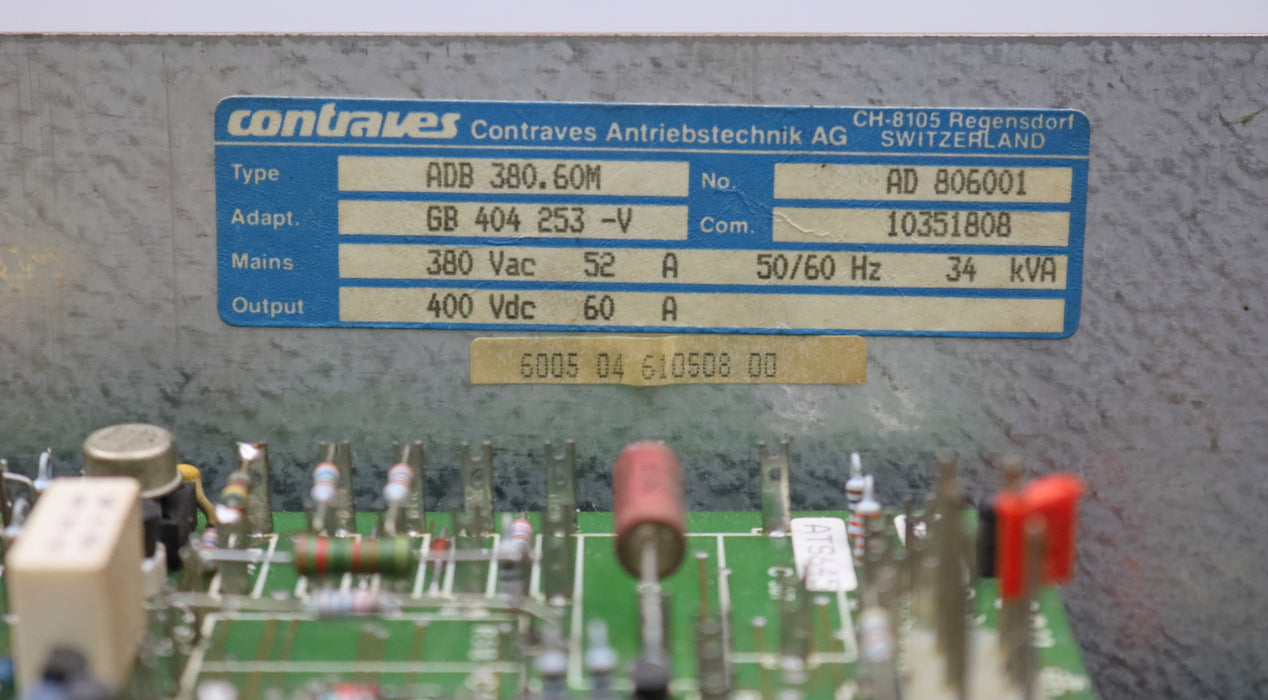 contraves Contraves Antriebstechnik AG CH-8105 Regensdorf
SWITZERLAND
Type ADB 380.60M No. AD 806001
Adapt. GB 404 253 -V Com. 10351808
Mains 380 Vac 52 A 50/60 Hz 34 kVA
Output 400 Vdc 60 A
6005 04 610508 00